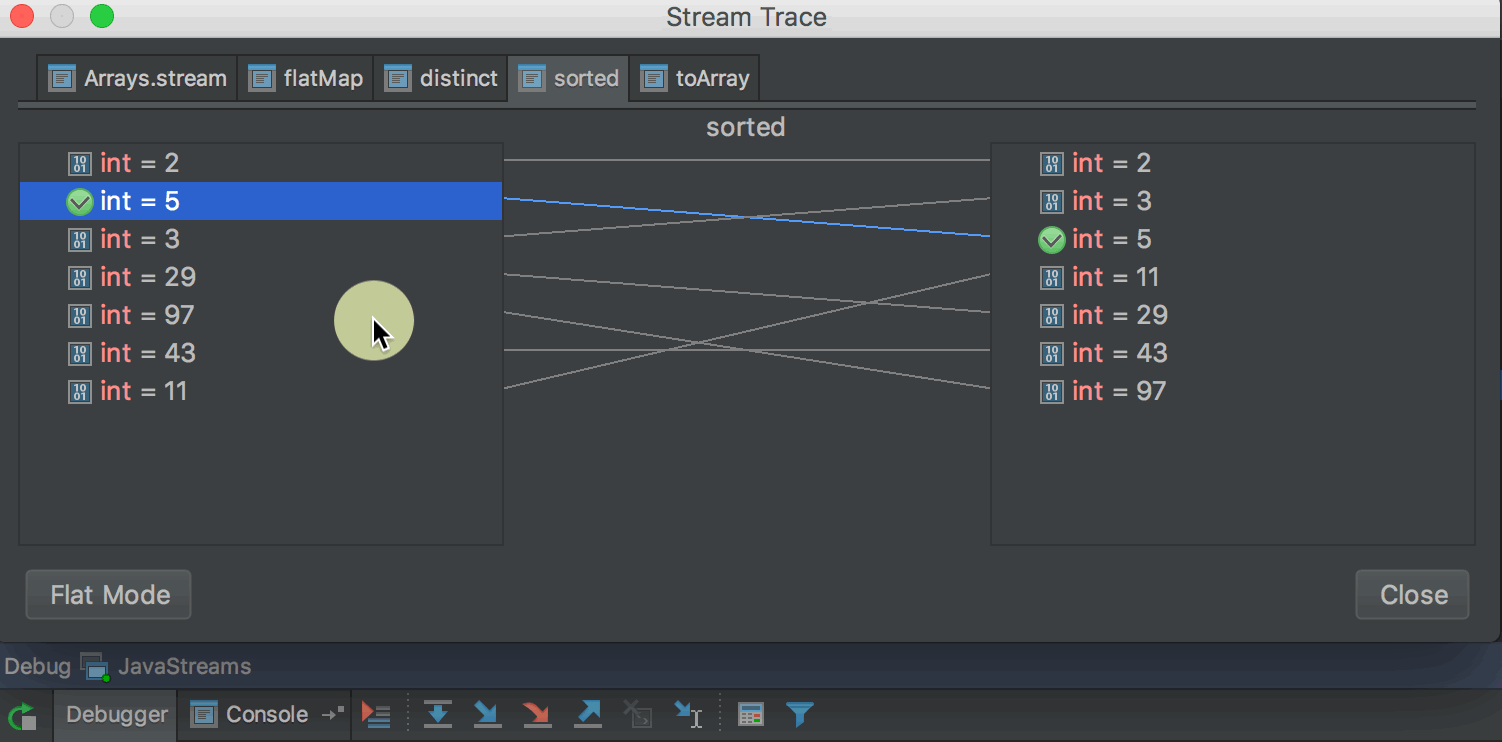 Stream Trace
Arrays.stream flatMap distinct sorted toArray
sorted
int = 2
int = 5
int = 3
int = 29
int = 97
int = 43
int = 11
int = 2
int = 3
int = 5
int = 11
int = 29
int = 43
int = 97
Flat Mode
Close
Debug JavaStreams
Debugger Console